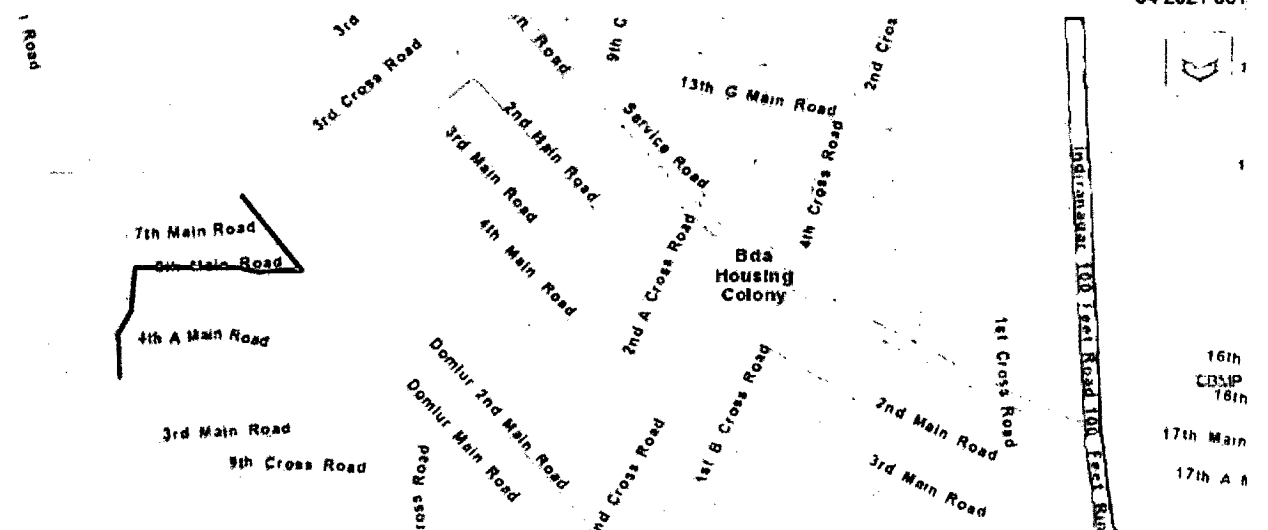 Road
3rd
Road
9th C
2nd Cros
3rd Cross Road
13th G Main Road
2nd Main Road
Service Road
3rd Main Road
4th Cross Road
Indiranagar 100 Feet Road 100 Feet
7th Main Road
Main Road
4th Main Road
2nd A Cross Road
Bda
Housing
Colony
4th A Main Road
1st Cross Road
16th
Domlur 2nd Main Road
Domlur Main Road
1st B Cross Road
2nd Main Road
3rd Main Road
9th Cross Road
ross Road
nd Cross Road
3rd Main Road
17th Main
17th A